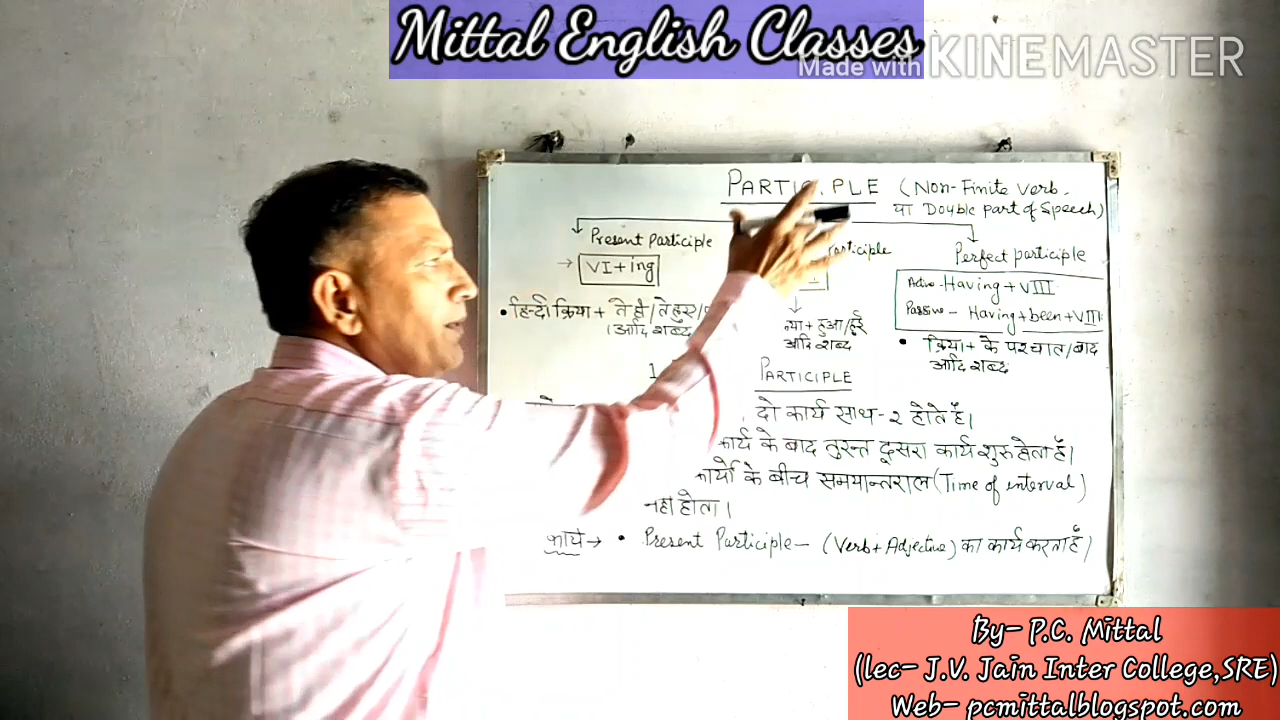 Mittal English Classes
Made with KINEMASTER
PARTICIPLE (Non-Finite Verb
या Double part of Speech)
Present Participle
Participle
Perfect participle
→ VI + ing
Active - Having + VIII
Passive - Having + been + VIII
• हिन्दी क्रिया + ते हुए
आदि शब्द
हुआ/हुई
आदि शब्द
• क्रिया + के पश्चात/बाद
आदि शब्द
1
PARTICIPLE
दो कार्य साथ-२ होते हैं।
कार्य के बाद तुरन्त दूसरा कार्य शुरु होता है।
कार्यो के बीच समयान्तराल (Time of interval)
नहीं होता।
कार्य → • Present Participle - (Verb + Adjective) का कार्य करता हैं।
By- P.C. Mittal
(lec- J.V. Jain Inter College,SRE)
Web- pcmittalblogspot.com